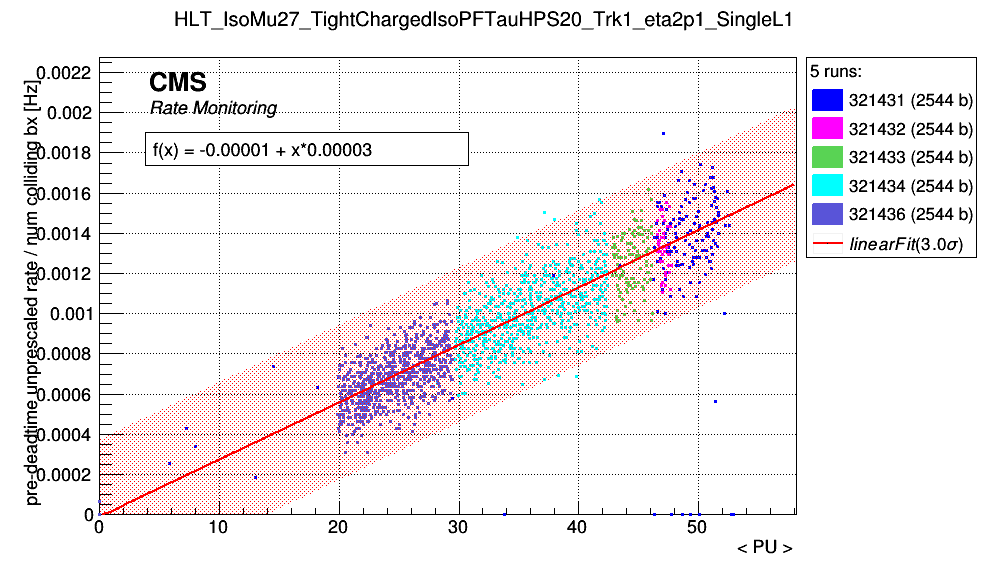 HLT_IsoMu27_TightChargedIsoPFTauHPS20_Trk1_eta2p1_SingleL1
pre-deadtime unprescaled rate / num colliding bx [Hz]
0.0022
0.002
0.0018
0.0016
0.0014
0.0012
0.001
0.0008
0.0006
0.0004
0.0002
0
CMS
Rate Monitoring
f(x) = -0.00001 + x*0.00003
0
10
20
30
40
50
< PU >
5 runs:
321431 (2544 b)
321432 (2544 b)
321433 (2544 b)
321434 (2544 b)
321436 (2544 b)
linearFit(3.0σ)